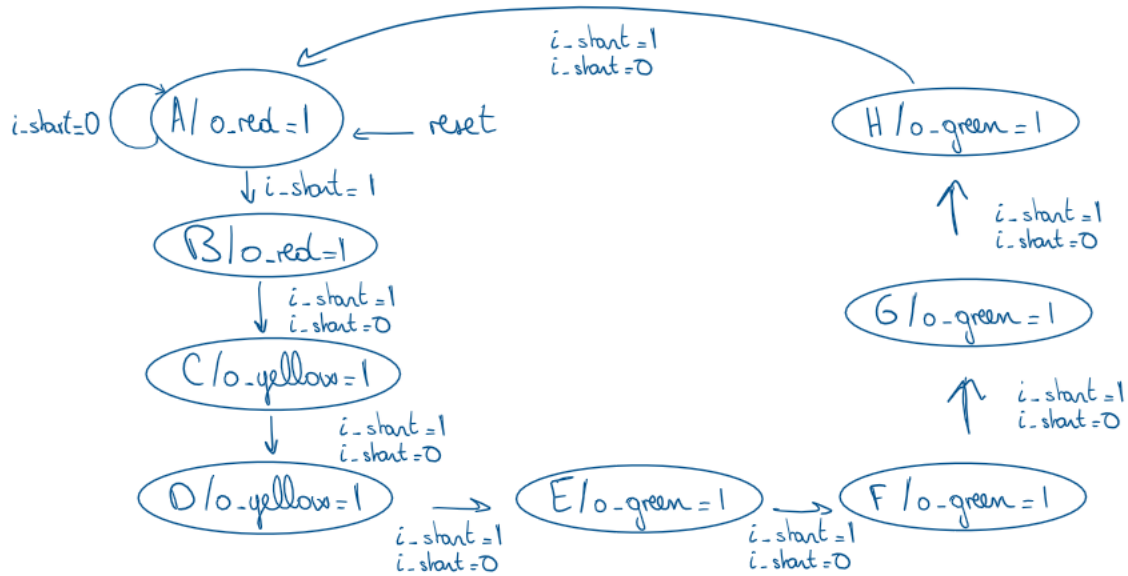 i_start=1
i_start=0
A/o_red=1
i_start=0
reset
H/o_green=1
i_start=1
B/o_red=1
i_start=1
i_start=0
i_start=1
i_start=0
C/o_yellow=1
G/o_green=1
i_start=1
i_start=0
i_start=1
i_start=0
D/o_yellow=1
E/o_green=1
F/o_green=1
i_start=1
i_start=0
i_start=1
i_start=0